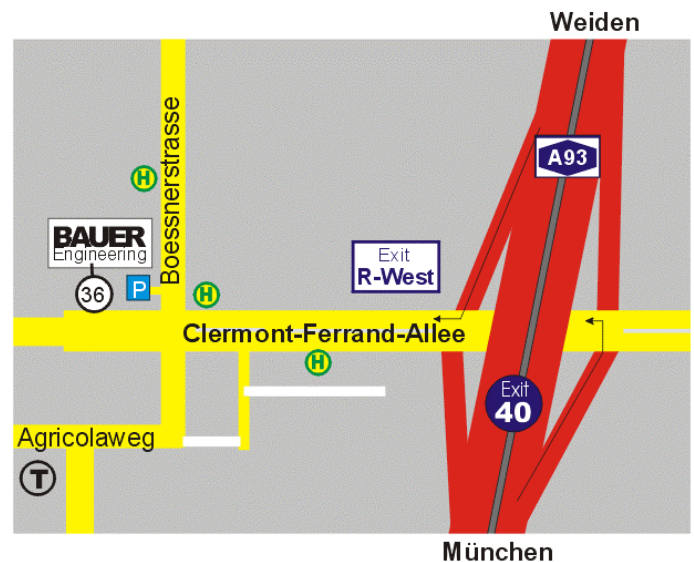 Weiden
A93
Boessnerstrasse
H
BAUER
Engineering
Exit
R-West
36
P
H
Clermont-Ferrand-Allee
H
Exit
40
Agricolaweg
T
München